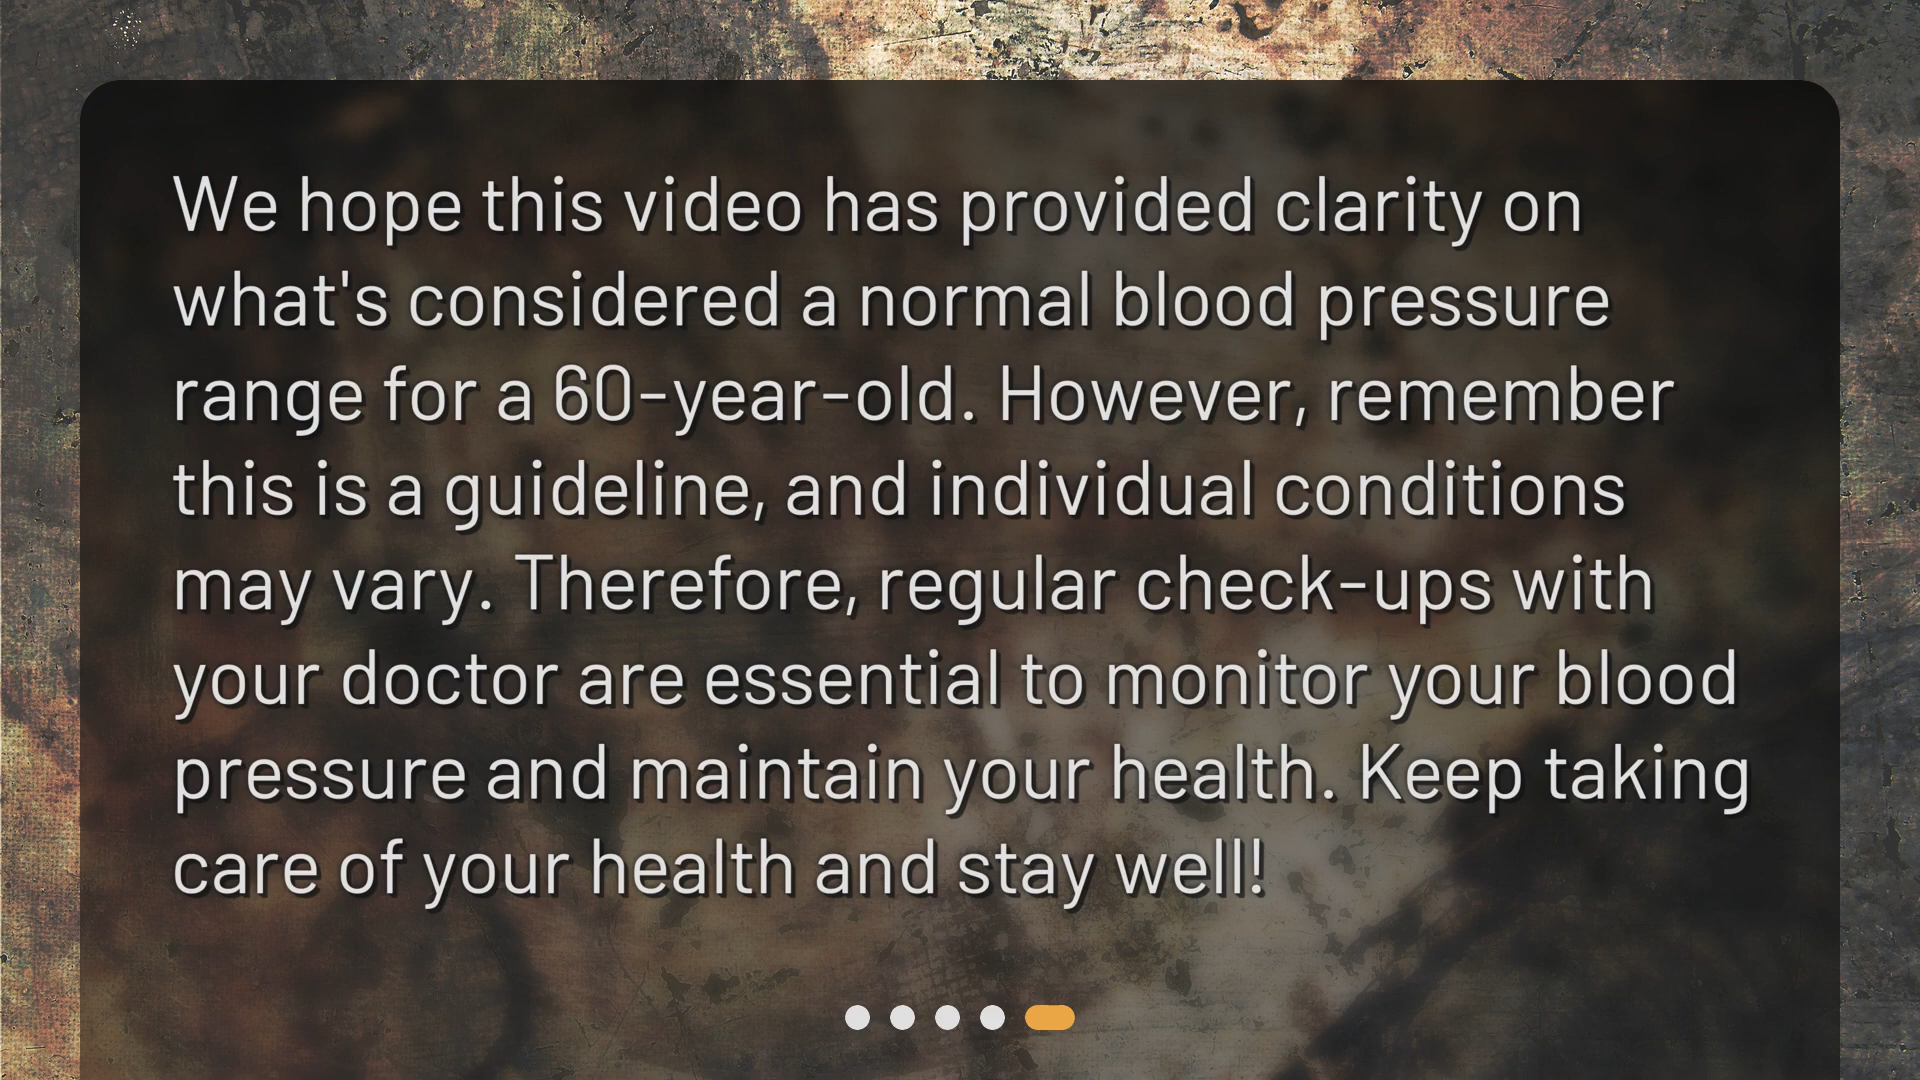 We hope this video has provided clarity on
what's considered a normal blood pressure
range for a 60-year-old. However, remember
this is a guideline, and individual conditions
may vary. Therefore, regular check-ups with
your doctor are essential to monitor your blood
pressure and maintain your health. Keep taking
care of your health and stay well!